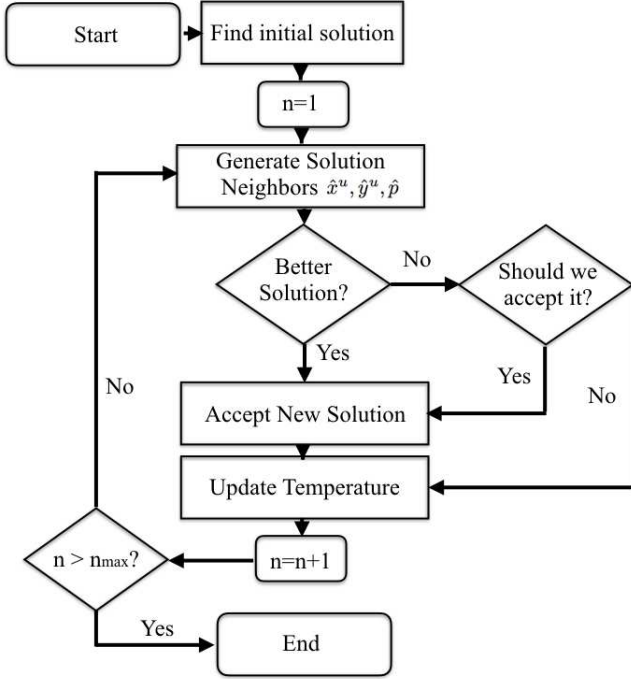 Start
Find initial solution
n=1
Generate Solution
Neighbors x̂ᵘ, ŷᵘ, p̂
Better
Solution?
No
Should we
accept it?
Yes
Yes
No
Accept New Solution
No
Update Temperature
n=n+1
n > nmax?
Yes
End